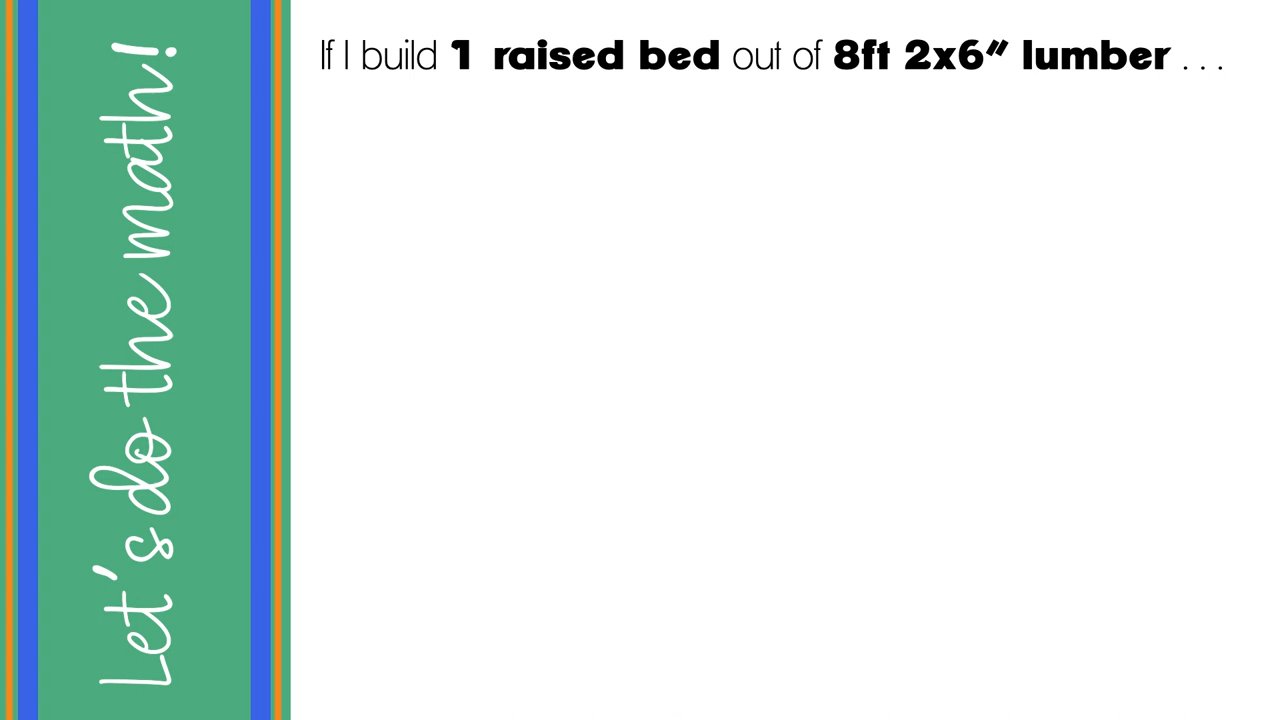 Let's do the math!
If I build 1 raised bed out of 8ft 2x6" lumber . . .